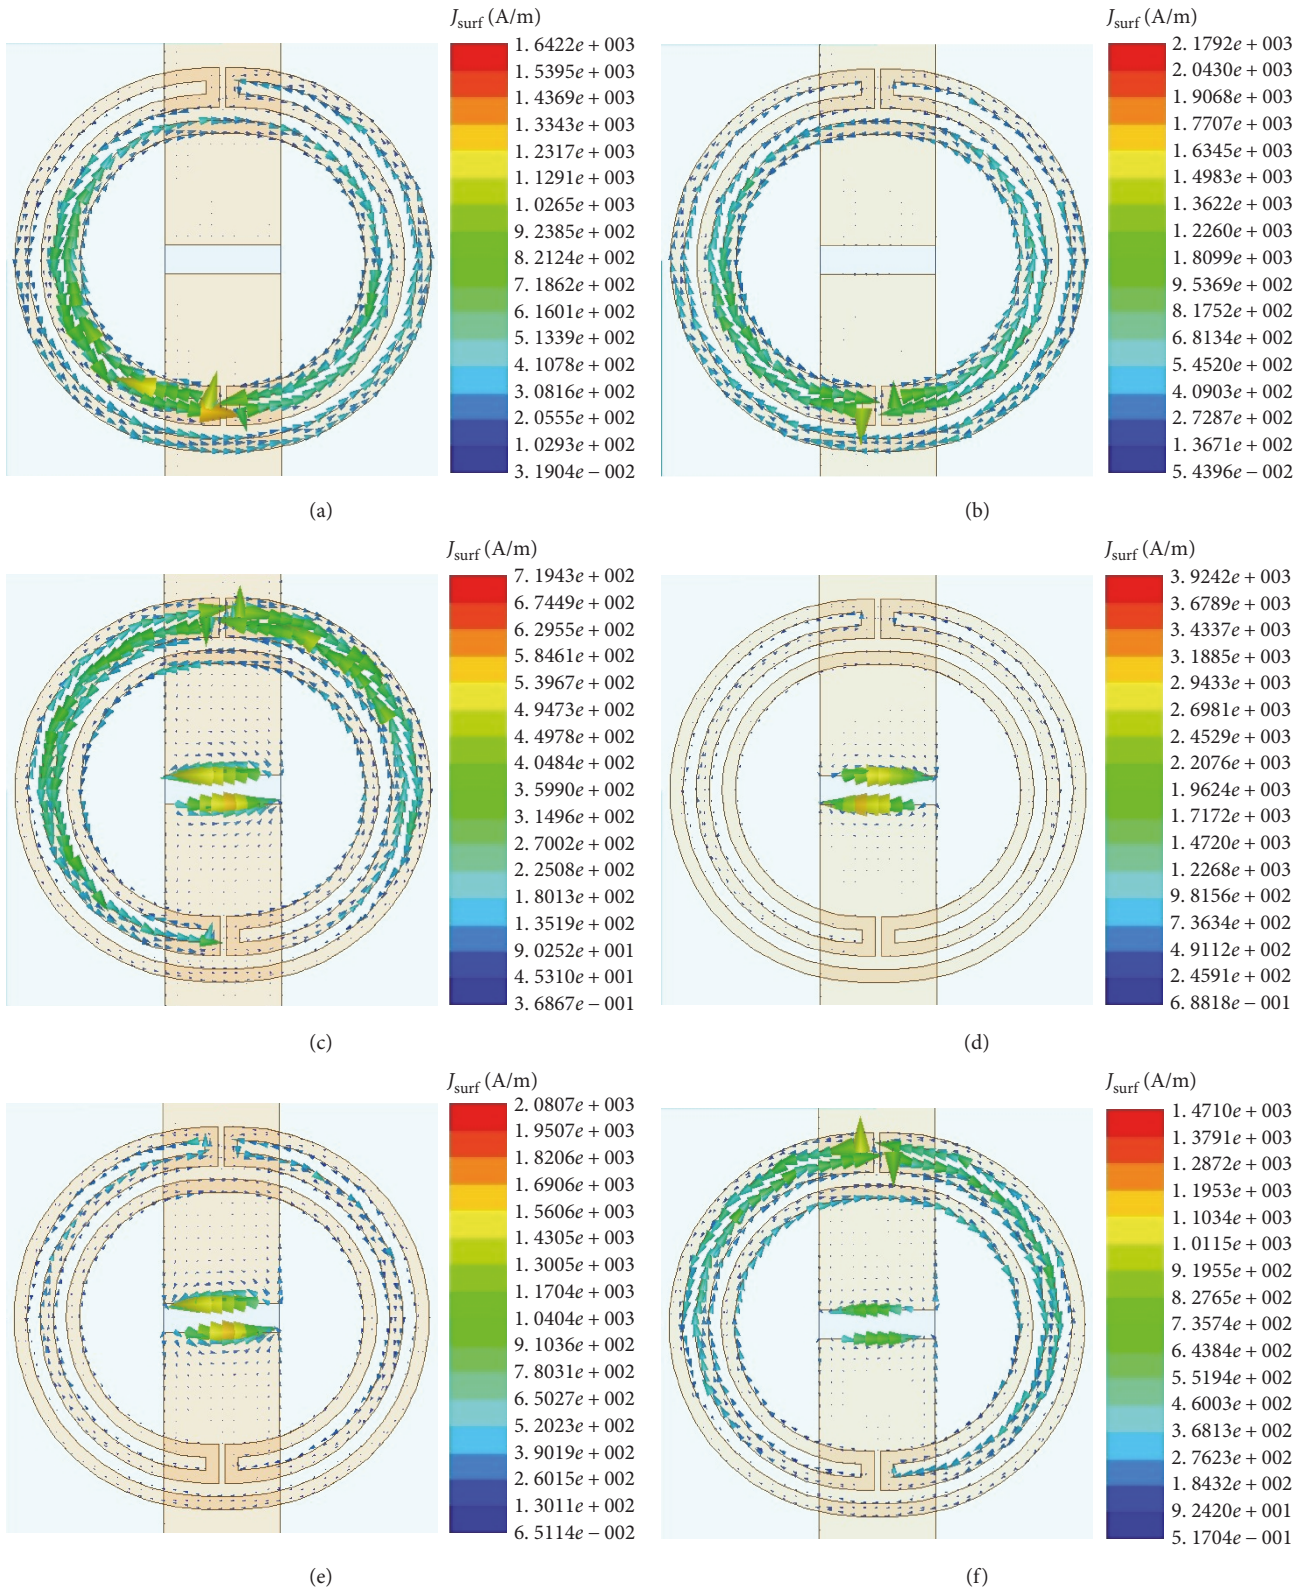 J_surf (A/m)
1.6422e + 003
1.5395e + 003
1.4369e + 003
1.3343e + 003
1.2317e + 003
1.1291e + 003
1.0265e + 003
9.2385e + 002
8.2124e + 002
7.1862e + 002
6.1601e + 002
5.1339e + 002
4.1078e + 002
3.0816e + 002
2.0555e + 002
1.0293e + 002
3.1904e − 002
(a)
J_surf (A/m)
2.1792e + 003
2.0430e + 003
1.9068e + 003
1.7707e + 003
1.6345e + 003
1.4983e + 003
1.3622e + 003
1.2260e + 003
1.8099e + 003
9.5369e + 002
8.1752e + 002
6.8134e + 002
5.4520e + 002
4.0903e + 002
2.7287e + 002
1.3671e + 002
5.4396e − 002
(b)
J_surf (A/m)
7.1943e + 002
6.7449e + 002
6.2955e + 002
5.8461e + 002
5.3967e + 002
4.9473e + 002
4.4978e + 002
4.0484e + 002
3.5990e + 002
3.1496e + 002
2.7002e + 002
2.2508e + 002
1.8013e + 002
1.3519e + 002
9.0252e + 001
4.5310e + 001
3.6867e − 001
(c)
J_surf (A/m)
3.9242e + 003
3.6789e + 003
3.4337e + 003
3.1885e + 003
2.9433e + 003
2.6981e + 003
2.4529e + 003
2.2076e + 003
1.9624e + 003
1.7172e + 003
1.4720e + 003
1.2268e + 003
9.8156e + 002
7.3634e + 002
4.9112e + 002
2.4591e + 002
6.8818e − 001
(d)
J_surf (A/m)
2.0807e + 003
1.9507e + 003
1.8206e + 003
1.6906e + 003
1.5606e + 003
1.4305e + 003
1.3005e + 003
1.1704e + 003
1.0404e + 003
9.1036e + 002
7.8031e + 002
6.5027e + 002
5.2023e + 002
3.9019e + 002
2.6015e + 002
1.3011e + 002
6.5114e − 002
(e)
J_surf (A/m)
1.4710e + 003
1.3791e + 003
1.2872e + 003
1.1953e + 003
1.1034e + 003
1.0115e + 003
9.1955e + 002
8.2765e + 002
7.3574e + 002
6.4384e + 002
5.5194e + 002
4.6003e + 002
3.6813e + 002
2.7623e + 002
1.8432e + 002
9.2420e + 001
5.1704e − 001
(f)